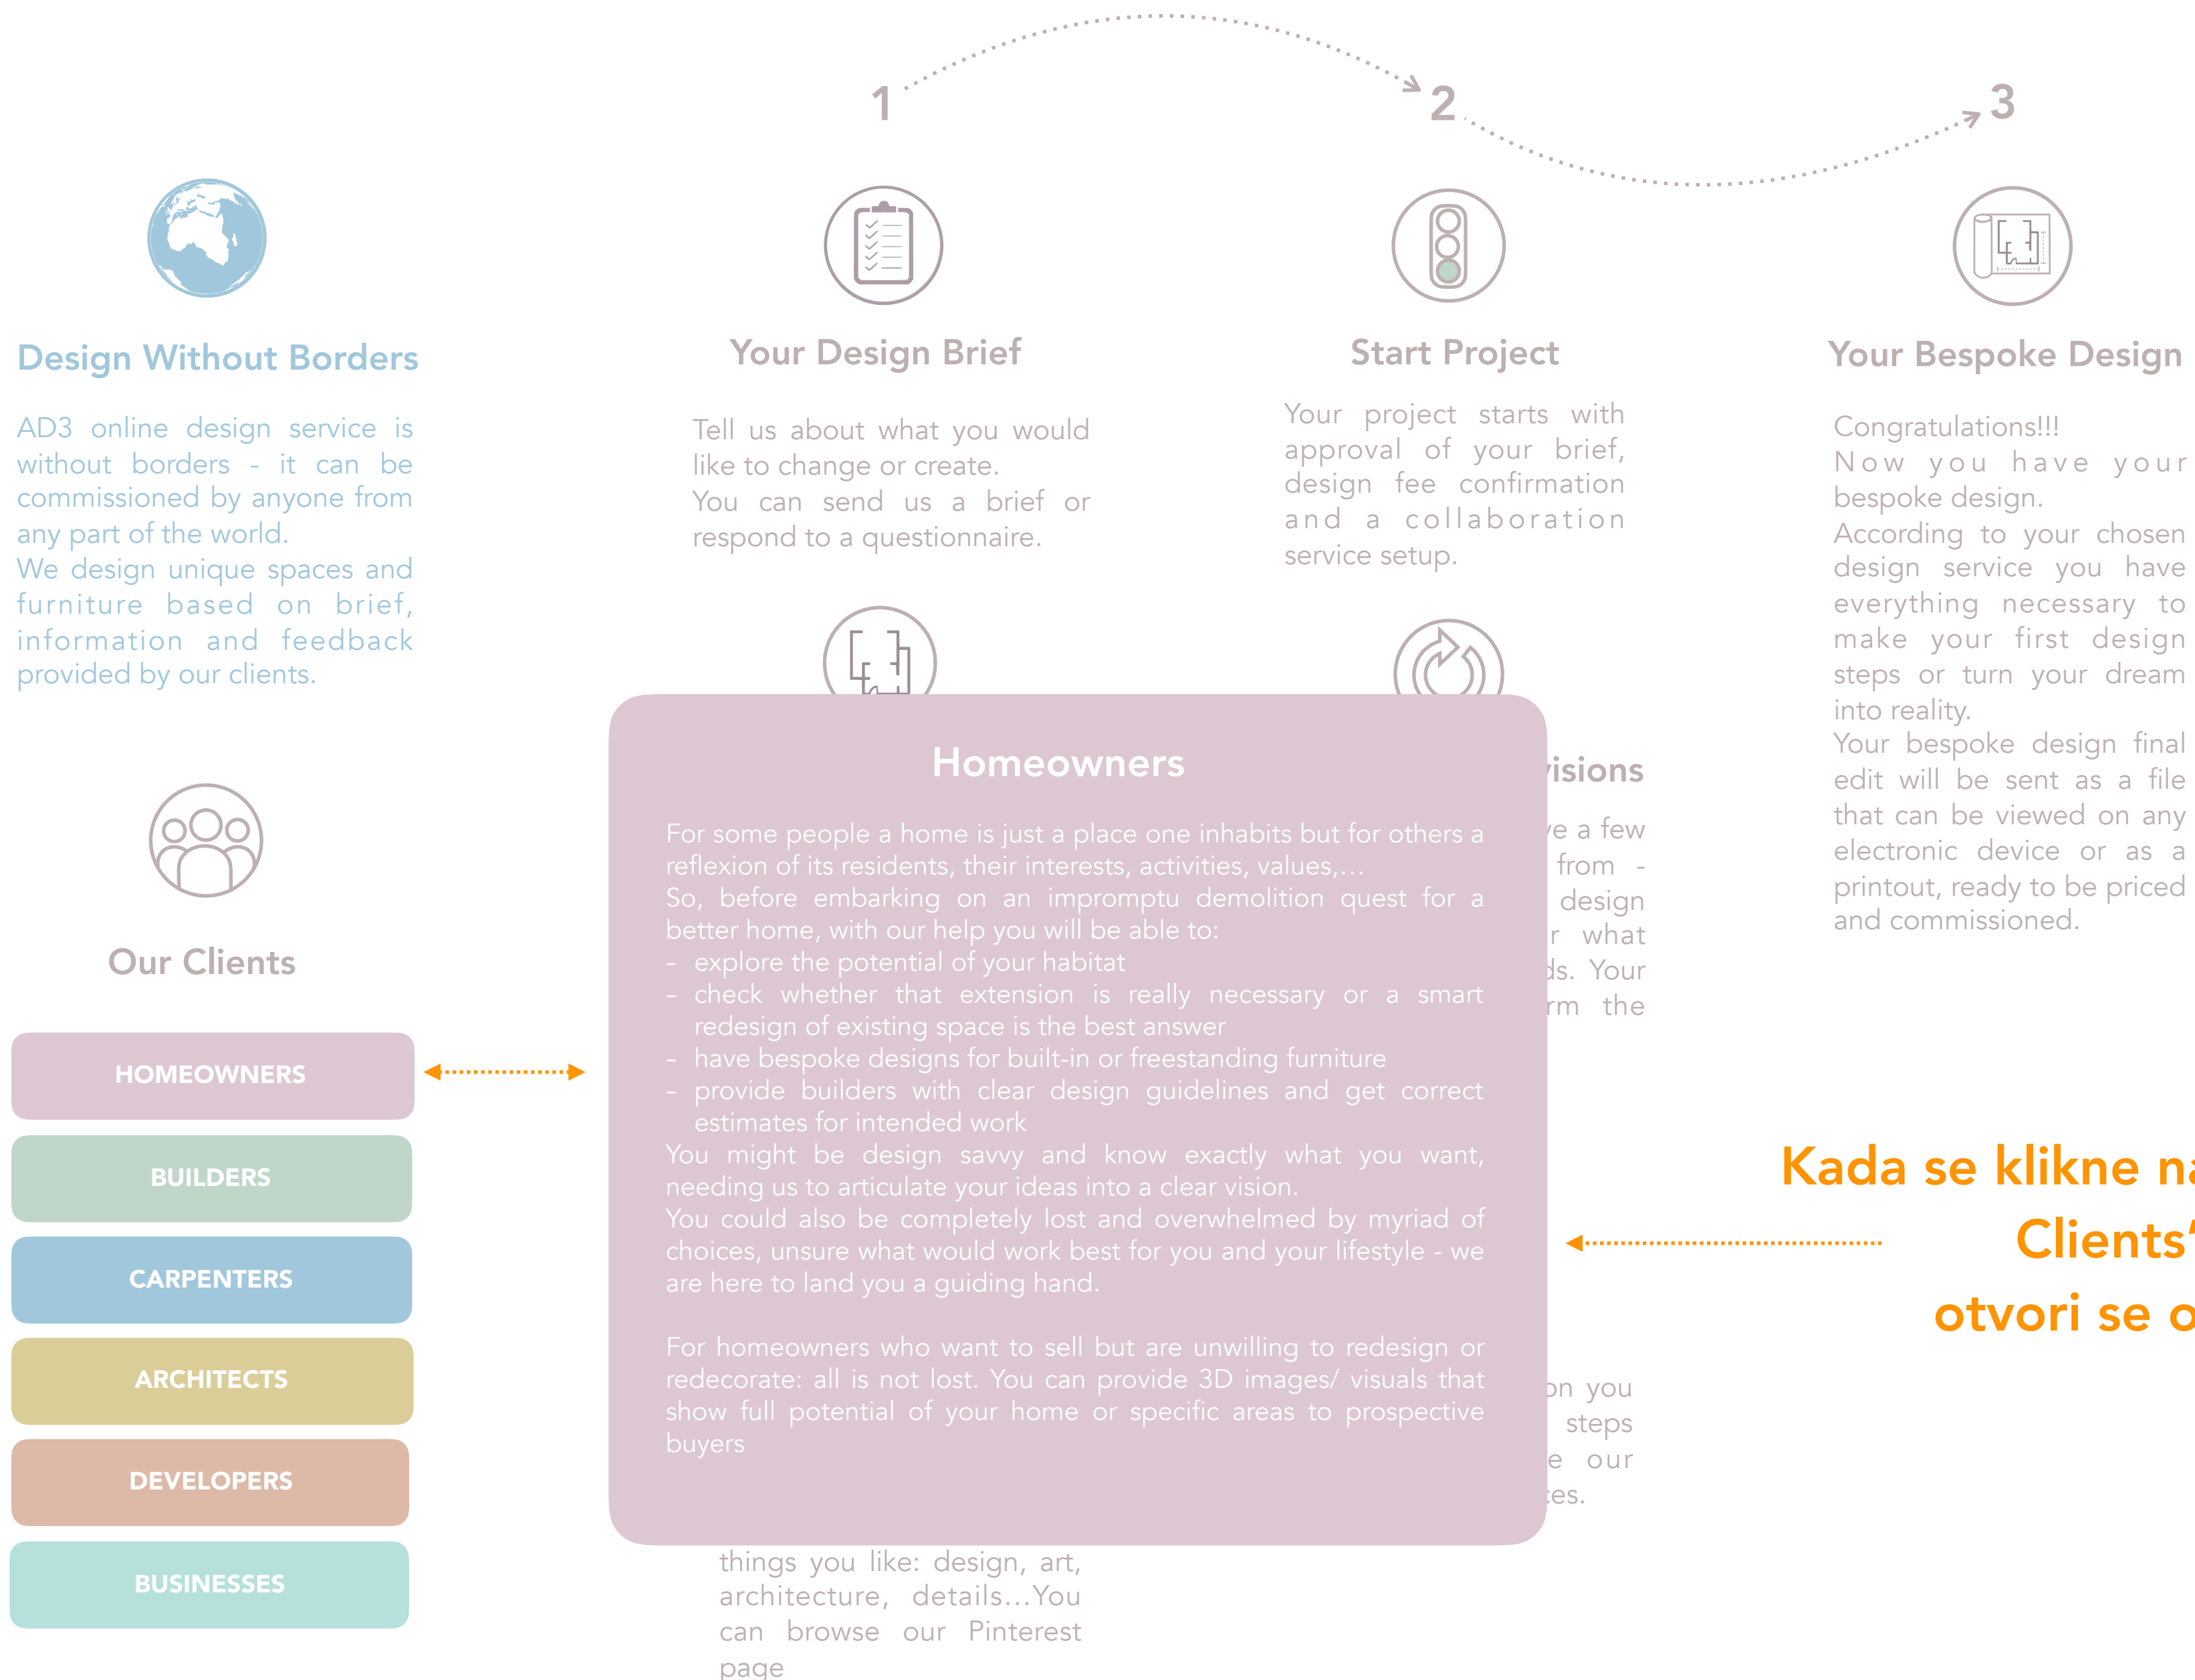 1
2
3
Design Without Borders
AD3 online design service is
without borders - it can be
commissioned by anyone from
any part of the world.
We design unique spaces and
furniture based on brief,
information and feedback
provided by our clients.
Our Clients
HOMEOWNERS
BUILDERS
CARPENTERS
ARCHITECTS
DEVELOPERS
BUSINESSES
Your Design Brief
Tell us about what you would
like to change or create.
You can send us a brief or
respond to a questionnaire.
Homeowners
For some people a home is just a place one inhabits but for others a
reflexion of its residents, their interests, activities, values,...
So, before embarking on an impromptu demolition quest for a
better home, with our help you will be able to:
- explore the potential of your habitat
- check whether that extension is really necessary or a smart
redesign of existing space is the best answer
- have bespoke designs for built-in or freestanding furniture
- provide builders with clear design guidelines and get correct
estimates for intended work
You might be design savvy and know exactly what you want,
needing us to articulate your ideas into a clear vision.
You could also be completely lost and overwhelmed by myriad of
choices, unsure what would work best for you and your lifestyle - we
are here to land you a guiding hand.
For homeowners who want to sell but are unwilling to redesign or
redecorate: all is not lost. You can provide 3D images/ visuals that
show full potential of your home or specific areas to prospective
buyers
things you like: design, art,
architecture, details...You
can browse our Pinterest
page
Start Project
Your project starts with
approval of your brief,
design fee confirmation
and a collaboration
service setup.
a few
from -
design
what
Your
the
you
steps
our
Your Bespoke Design
Congratulations!!!
Now you have your
bespoke design.
According to your chosen
design service you have
everything necessary to
make your first design
steps or turn your dream
into reality.
Your bespoke design final
edit will be sent as a file
that can be viewed on any
electronic device or as a
printout, ready to be priced
and commissioned.
Kada se klikne
Clients
otvori se